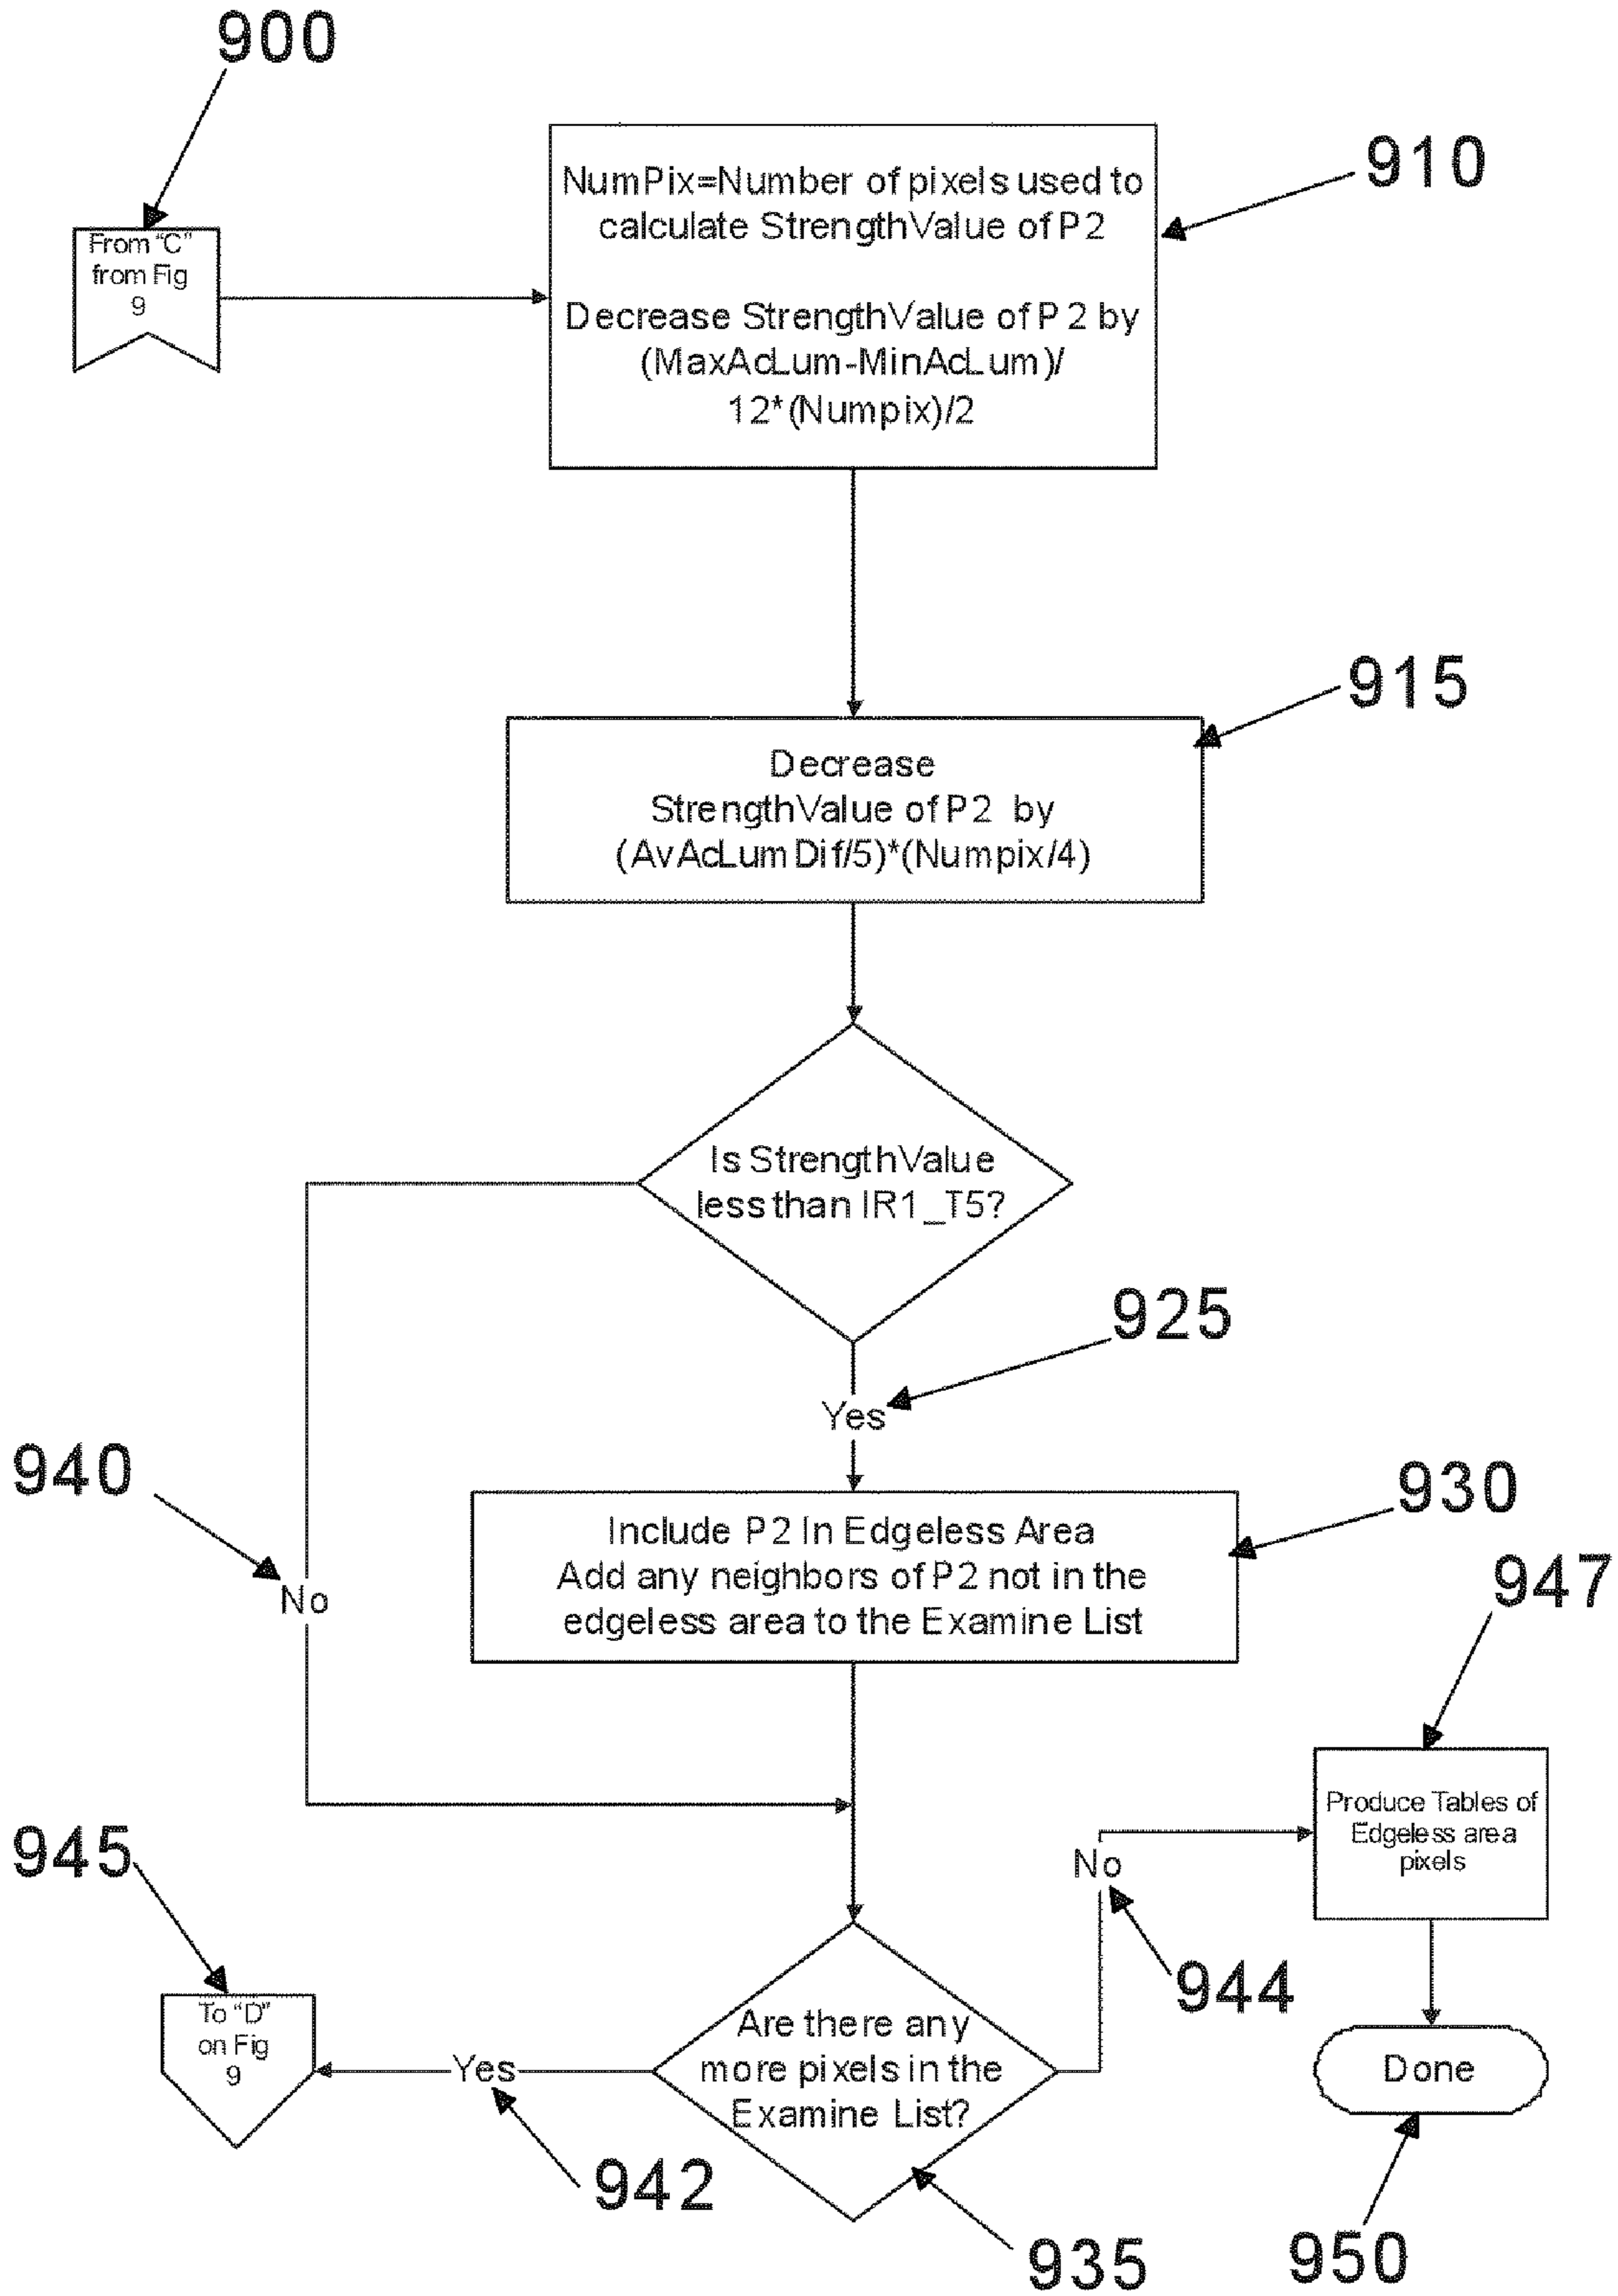 900
From "C"
from Fig
9
NumPix=Number of pixels used to
calculate StrengthValue of P2
Decrease StrengthValue of P2 by
(MaxAcLum-MinAcLum)/
12*(Numpix)/2
910
915
Decrease
StrengthValue of P2 by
(AvAcLumDif/5)*(Numpix/4)
Is StrengthValue
less than IR1_T5?
925
Yes
940
No
930
Include P2 In Edgeless Area
Add any neighbors of P2 not in the
edgeless area to the Examine List
947
Produce Tables of
Edgeless area
pixels
945
No
944
To "D"
on Fig
9
Yes
942
Are there any
more pixels in the
Examine List?
935
Done
950